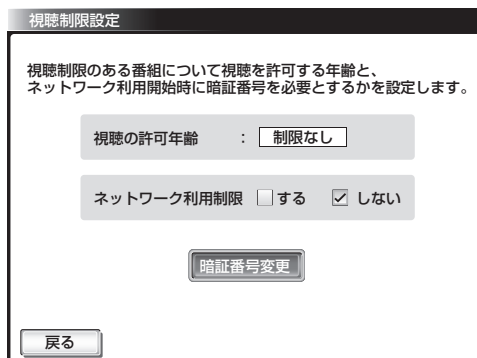 視聴制限設定
視聴制限のある番組について視聴を許可する年齢と、
ネットワーク利用開始時に暗証番号を必要とするかを設定します。
視聴の許可年齢 : 制限なし
ネットワーク利用制限 する しない
暗証番号変更
戻る